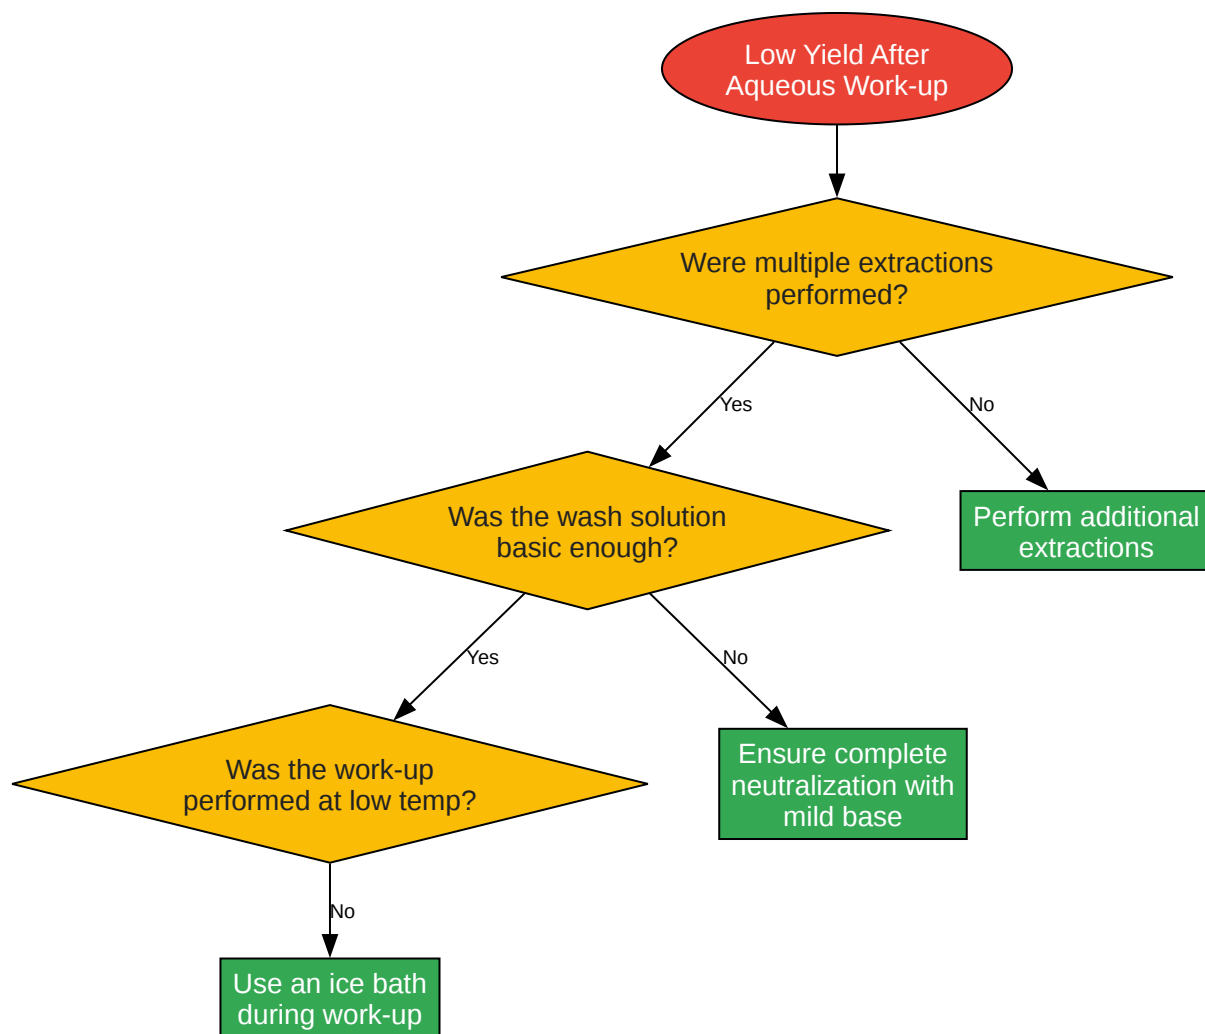 Low Yield After
Aqueous Work-up
Were multiple extractions
performed?
Yes
No
Was the wash solution
basic enough?
Perform additional
extractions
Yes
No
Was the work-up
performed at low temp?
Ensure complete
neutralization with
mild base
No
Use an ice bath
during work-up